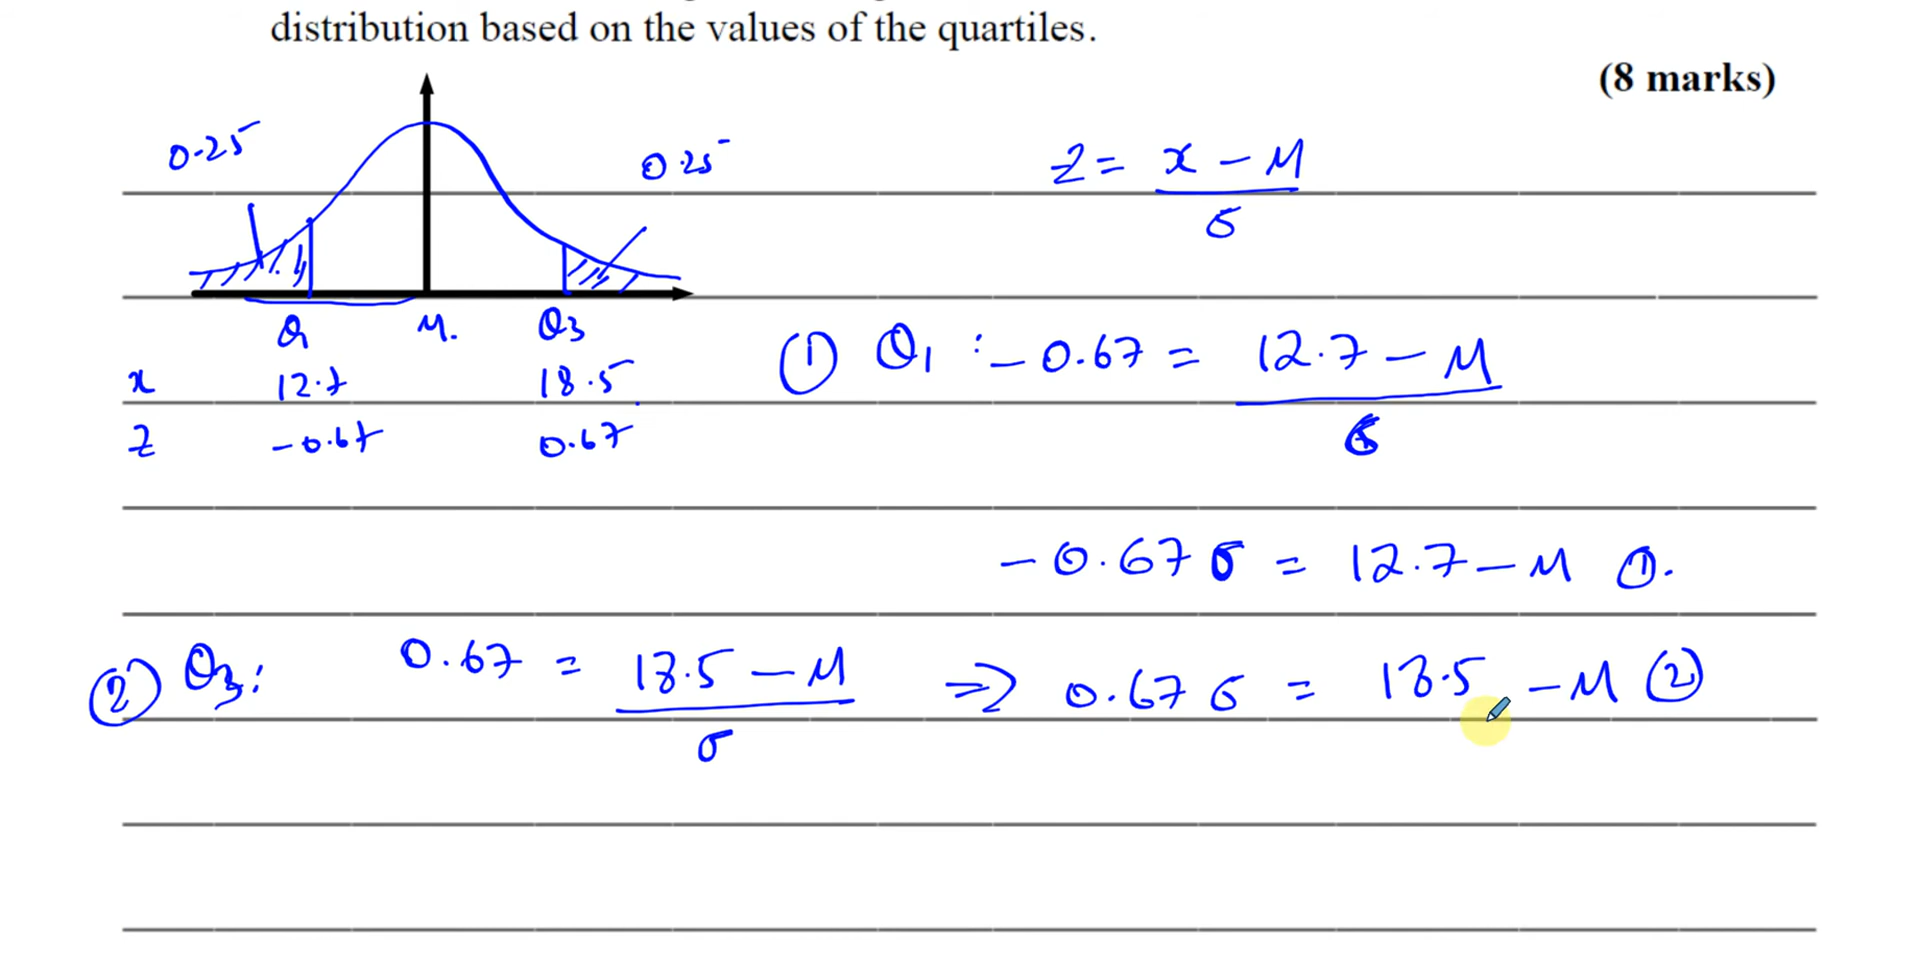 distribution based on the values of the quartiles.
(8 marks)
0.25
0.25
Z = x - μ / σ
Q1 μ. Q3
x 12.7 18.5
Z -0.67 0.67
① Q1 : -0.67 = 12.7 - μ / σ
-0.67 σ = 12.7 - μ ①.
② Q3: 0.67 = 18.5 - μ / σ => 0.67 σ = 18.5 - μ ②